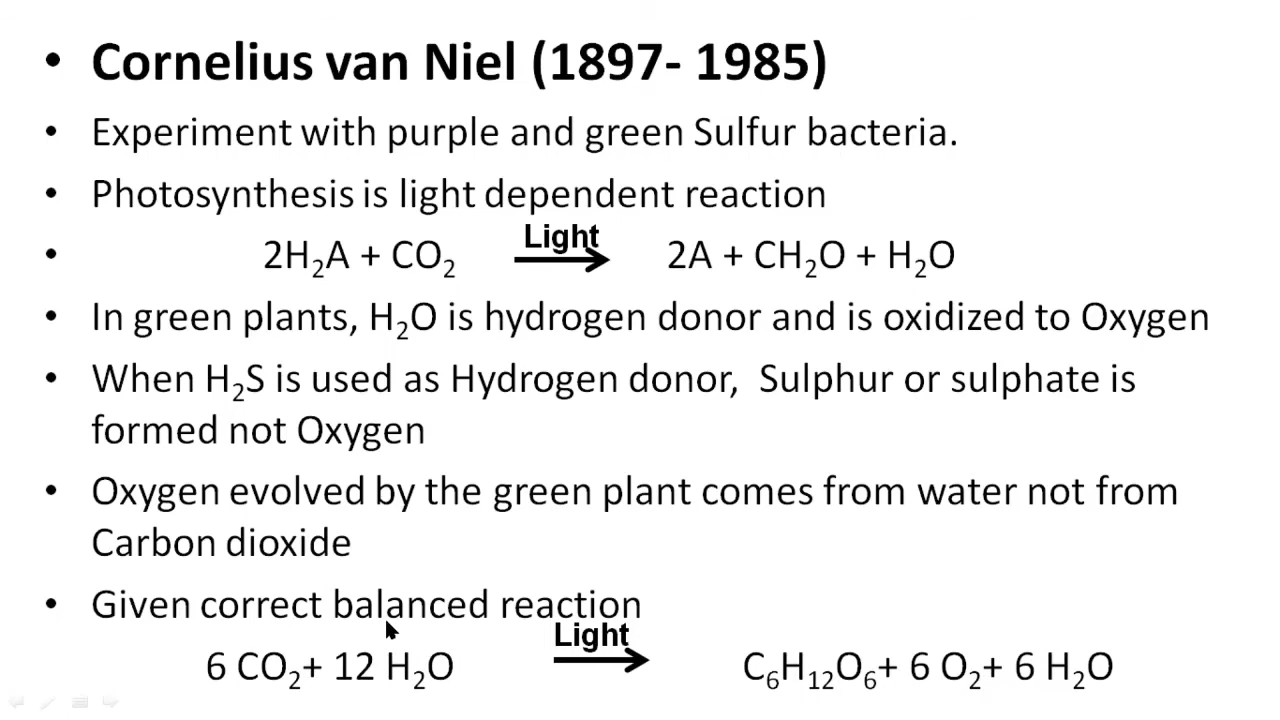 • Cornelius van Niel (1897- 1985)
• Experiment with purple and green Sulfur bacteria.
• Photosynthesis is light dependent reaction
Light
• 2H₂A + CO₂ → 2A + CH₂O + H₂O
• In green plants, H₂O is hydrogen donor and is oxidized to Oxygen
• When H₂S is used as Hydrogen donor, Sulphur or sulphate is
formed not Oxygen
• Oxygen evolved by the green plant comes from water not from
Carbon dioxide
• Given correct balanced reaction
Light
6 CO₂+ 12 H₂O → C₆H₁₂O₆+ 6 O₂+ 6 H₂O